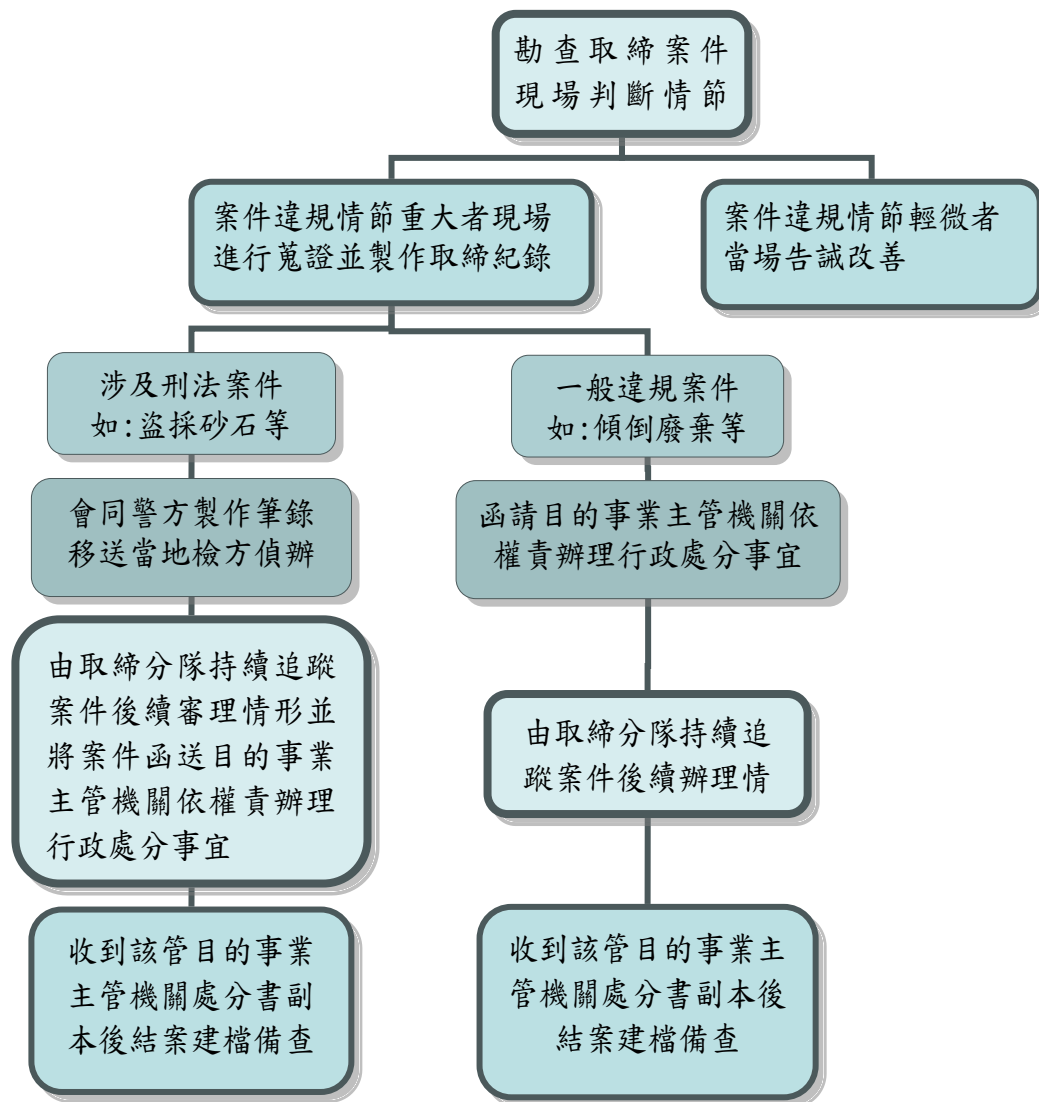 勘查取締案件
現場判斷情節
案件違規情節重大者現場
進行蒐證並製作取締紀錄
案件違規情節輕微者
當場告誡改善
涉及刑法案件
如:盜採砂石等
一般違規案件
如:傾倒廢棄等
會同警方製作筆錄
移送當地檢方偵辦
函請目的事業主管機關依
權責辦理行政處分事宜
由取締分隊持續追蹤
案件後續審理情形並
將案件函送目的事業
主管機關依權責辦理
行政處分事宜
由取締分隊持續追
蹤案件後續辦理情
收到該管目的事業
主管機關處分書副
本後結案建檔備查
收到該管目的事業主
管機關處分書副本後
結案建檔備查